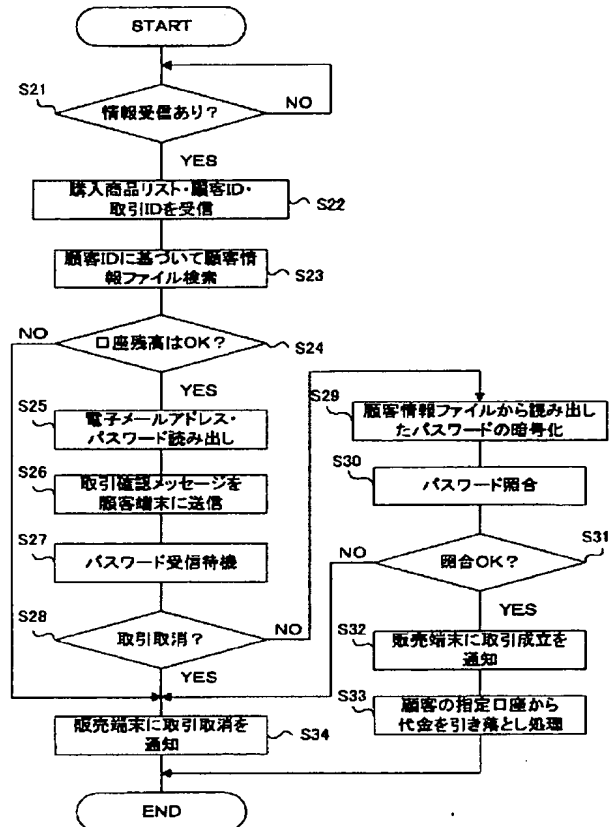 START
S21
情報受信あり？
NO
YES
購入商品リスト・顧客ID・
取引IDを受信
S22
顧客IDに基づいて顧客情
報ファイル検索
S23
NO
口座残高はOK？
S24
YES
S25
電子メールアドレス・
パスワード読み出し
S26
取引確認メッセージを
顧客端末に送信
S27
パスワード受信待機
S28
取引取消？
NO
YES
S29
顧客情報ファイルから読み出し
たパスワードの暗号化
S30
パスワード照合
NO
照合OK？
S31
YES
S32
販売端末に取引成立を
通知
S33
顧客の指定口座から
代金を引き落とし処理
販売端末に取引取消を
通知
S34
END